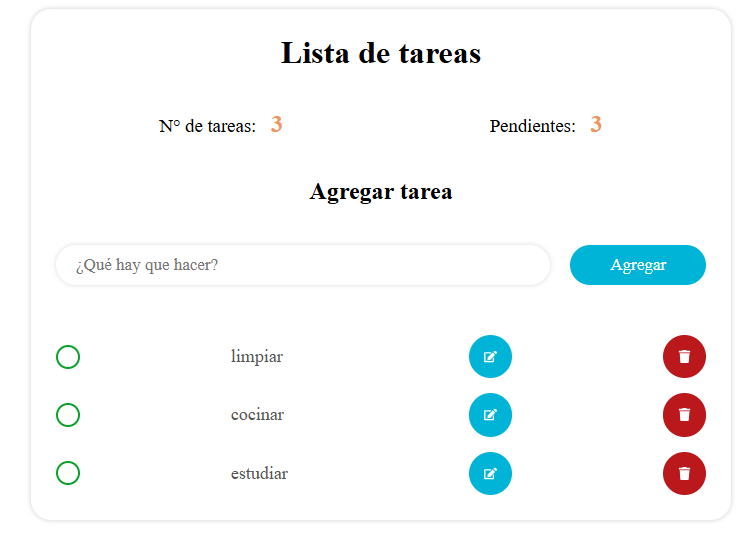 Lista de tareas
N° de tareas: 3 Pendientes: 3
Agregar tarea
¿Qué hay que hacer? Agregar
limpiar
cocinar
estudiar